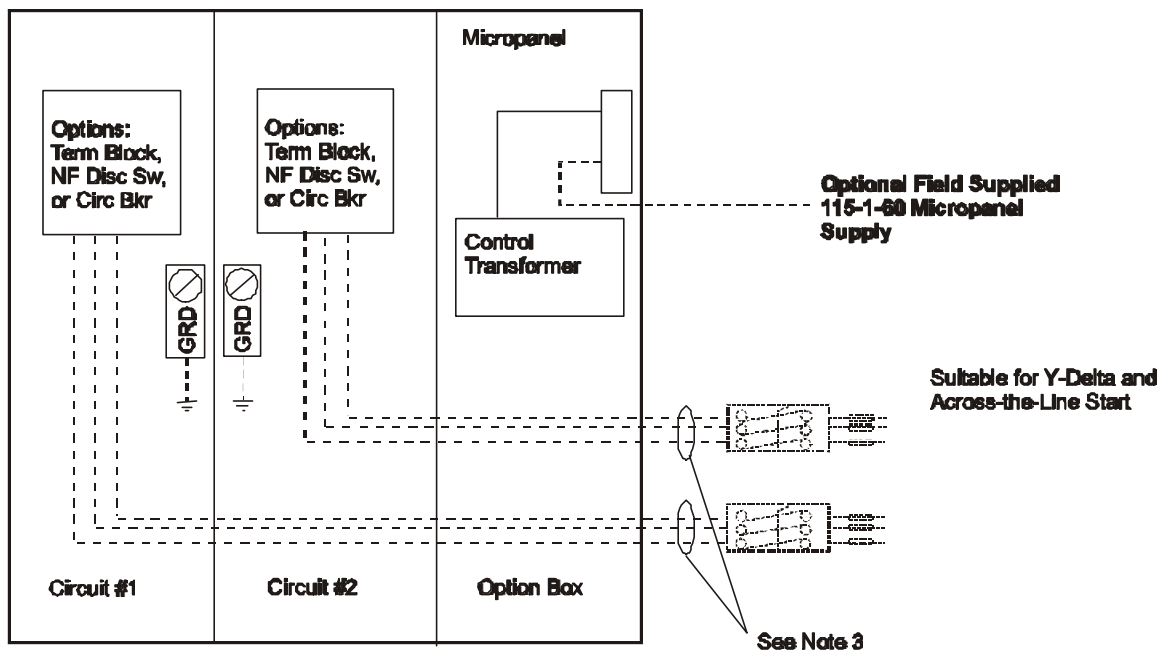 Micropanel
Options:
Term Block,
NF Disc Sw,
or Circ Bkr
Options:
Term Block,
NF Disc Sw,
or Circ Bkr
Optional Field Supplied
115-1-60 Micropanel
Supply
Control
Transformer
GRD
GRD
Suitable for Y-Delta and
Across-the-Line Start
Circuit #1
Circuit #2
Option Box
See Note 3